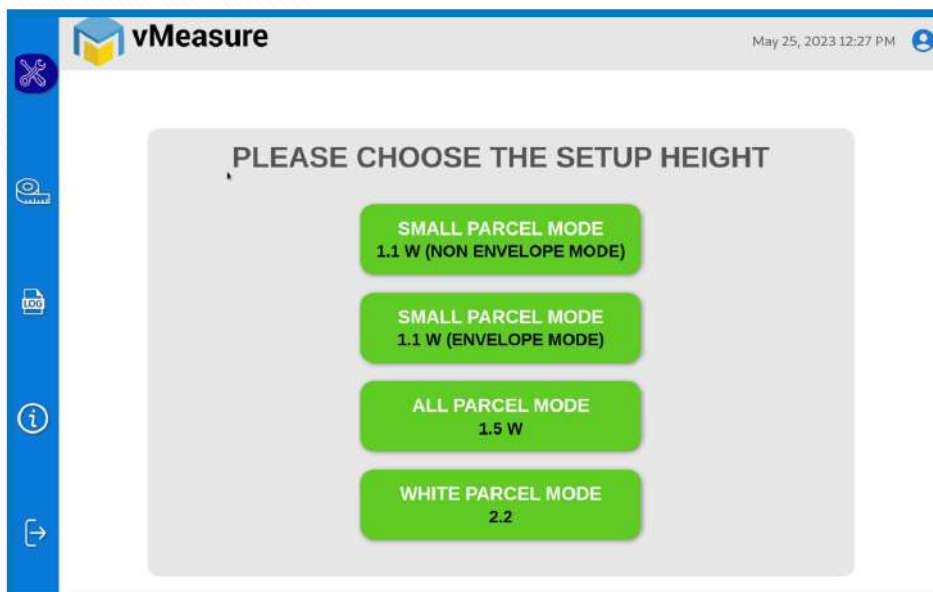 vMeasure
May 25, 2023 12:27 PM
PLEASE CHOOSE THE SETUP HEIGHT
SMALL PARCEL MODE
1.1 W (NON ENVELOPE MODE)
SMALL PARCEL MODE
1.1 W (ENVELOPE MODE)
LOG
ALL PARCEL MODE
1.5 W
WHITE PARCEL MODE
2.2